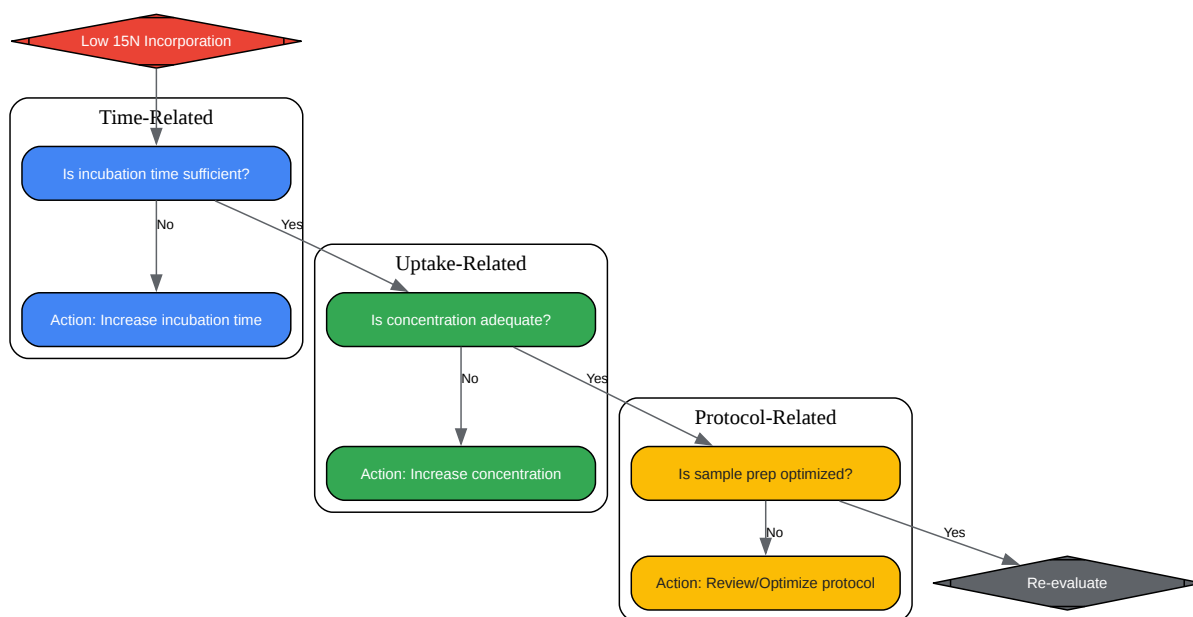 Low 15N Incorporation
Time-Related
Is incubation time sufficient?
No
Yes
Action: Increase incubation time
Uptake-Related
Is concentration adequate?
No
Yes
Action: Increase concentration
Protocol-Related
Is sample prep optimized?
No
Yes
Action: Review/Optimize protocol
Re-evaluate